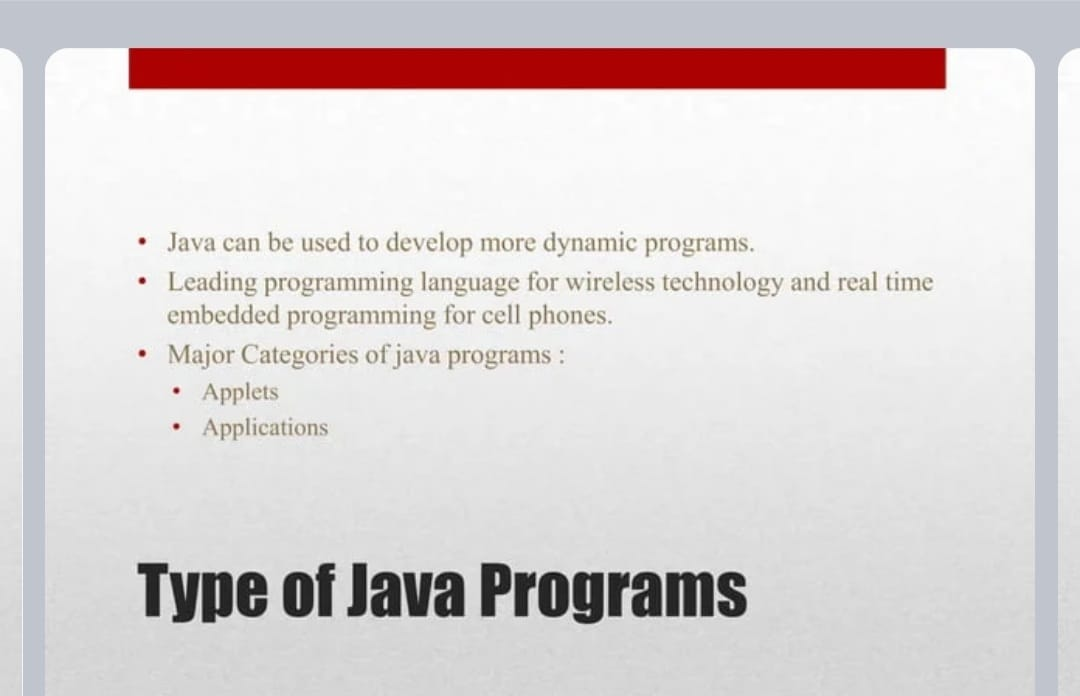 • Java can be used to develop more dynamic programs.
• Leading programming language for wireless technology and real time
embedded programming for cell phones.
• Major Categories of java programs :
• Applets
• Applications
Type of Java Programs